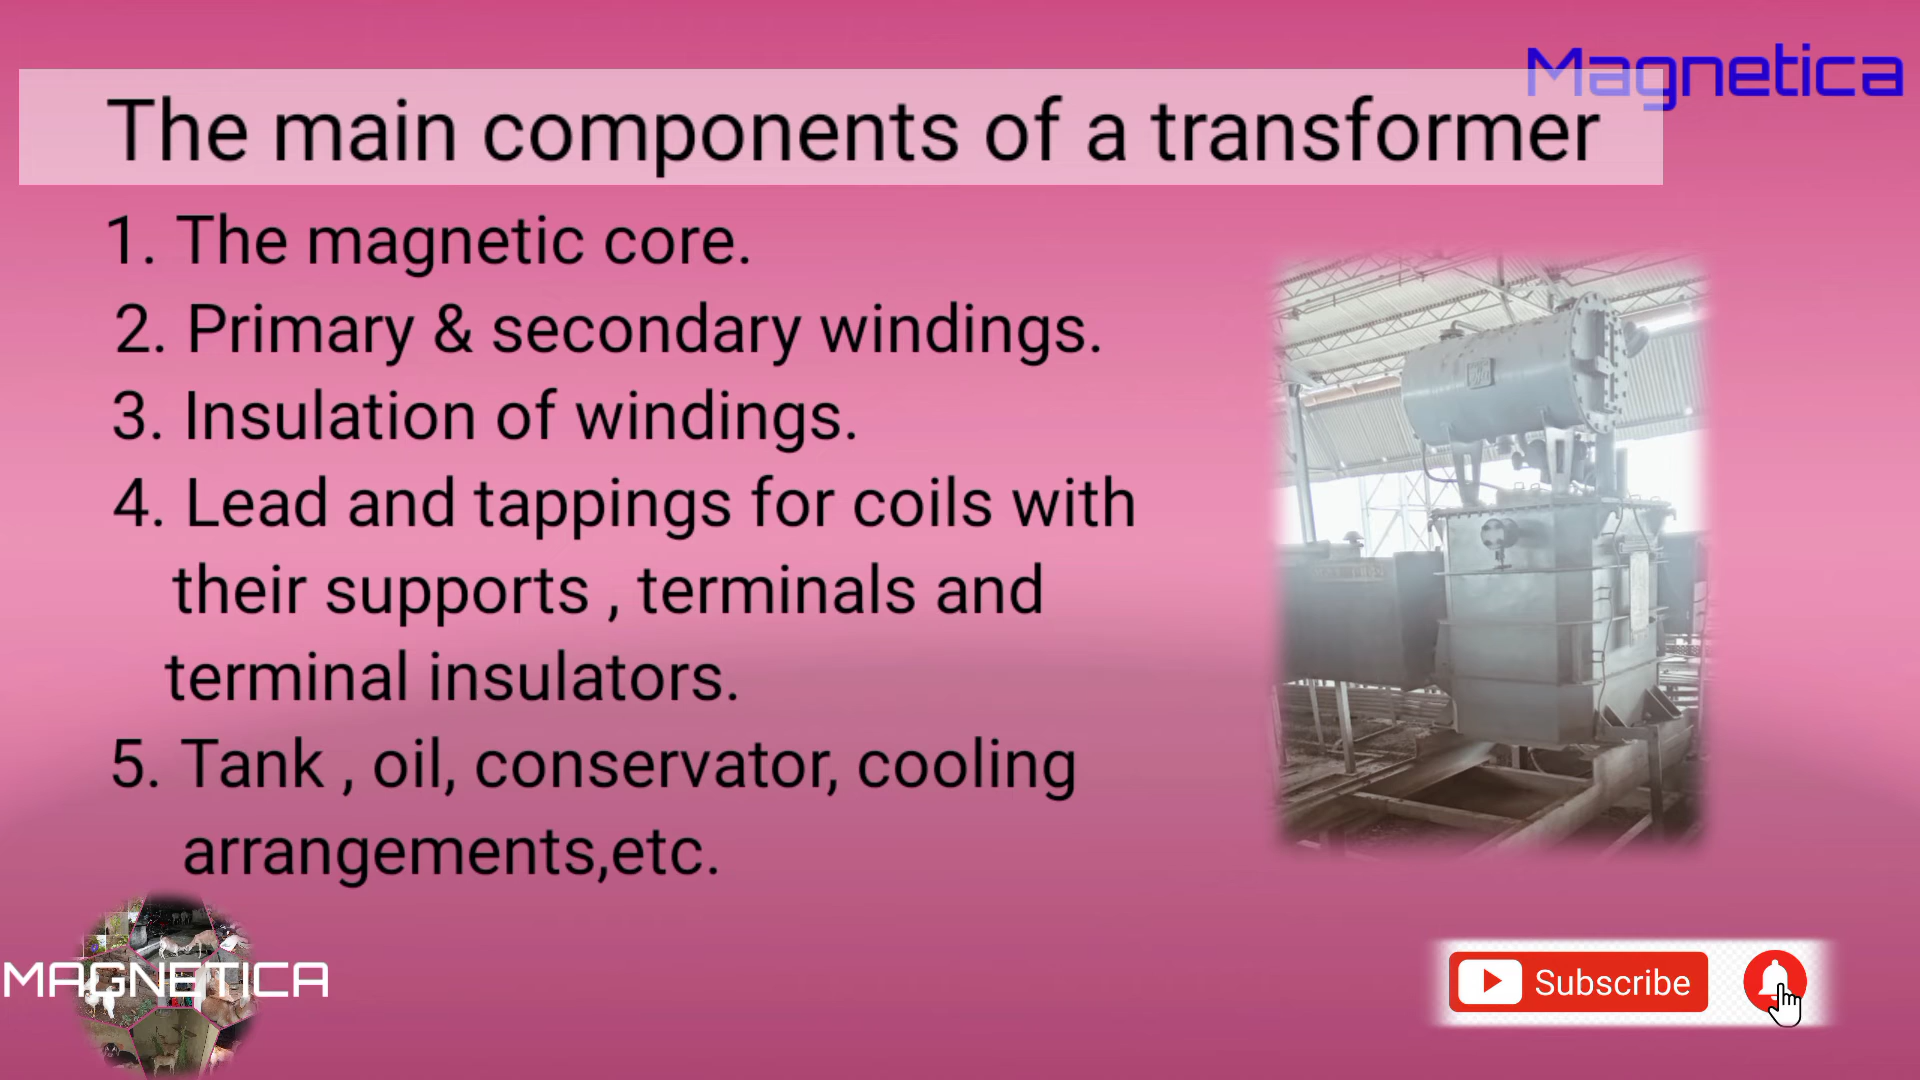 Magnetica
The main components of a transformer
1. The magnetic core.
2. Primary & secondary windings.
3. Insulation of windings.
4. Lead and tappings for coils with
their supports , terminals and
terminal insulators.
5. Tank , oil, conservator, cooling
arrangements,etc.
MAGNETICA
Subscribe